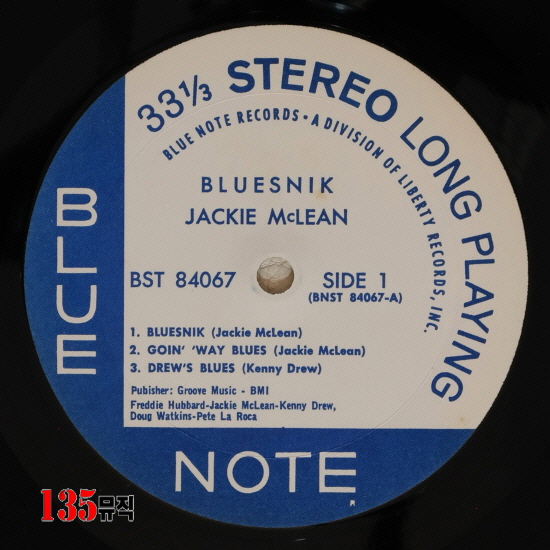 33⅓ STEREO LONG PLAYING
BLUE NOTE RECORDS • A DIVISION OF LIBERTY RECORDS, INC.
BLUESNIK
JACKIE McLEAN
BST 84067
SIDE 1
(BNST 84067-A)
1. BLUESNIK (Jackie McLean)
2. GOIN' 'WAY BLUES (Jackie McLean)
3. DREW'S BLUES (Kenny Drew)
Pubisher: Groove Music - BMI
Freddie Hubbard-Jackie McLean-Kenny Drew,
Doug Watkins-Pete La Roca
BLUE
NOTE
135뮤직